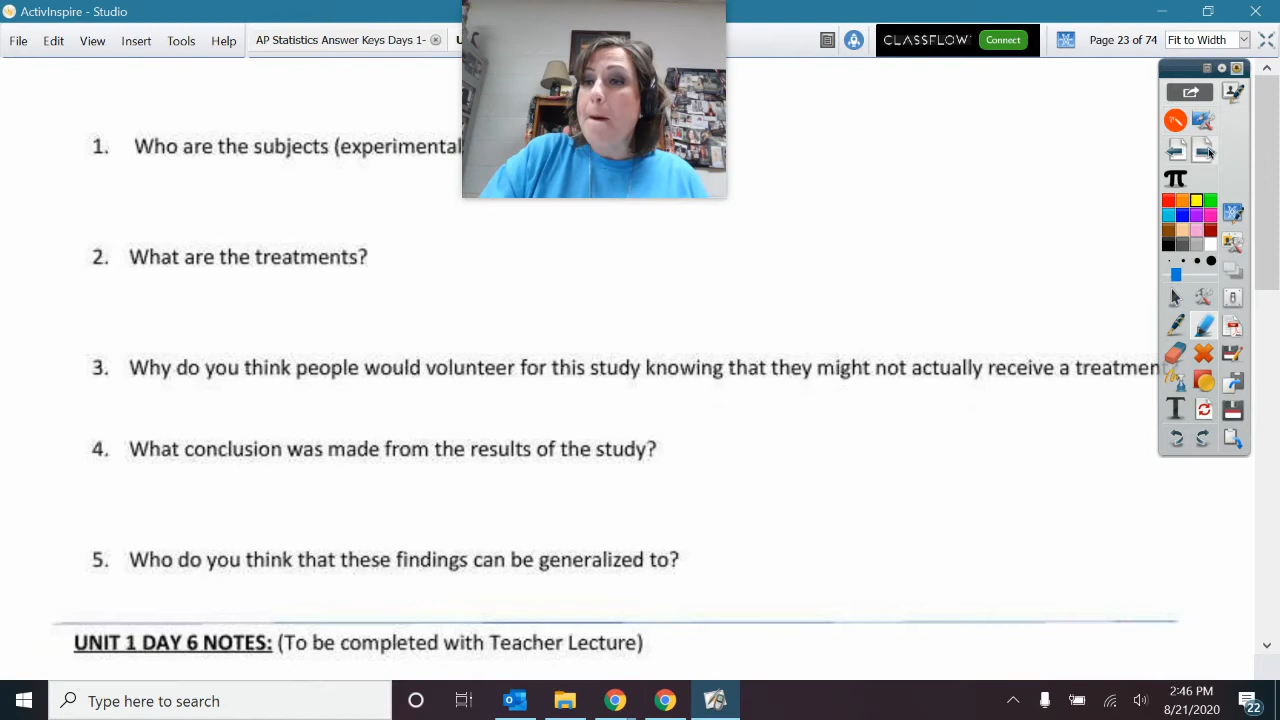 ActivInspire - Studio
File Edit View Insert Tools Help
AP Statistics Answer Keys Days 1-
CLASSFLOW Connect
Page 23 of 74
Fit to Width
1. Who are the subjects (experimental
2. What are the treatments?
3. Why do you think people would volunteer for this study knowing that they might not actually receive a treatmen
4. What conclusion was made from the results of the study?
5. Who do you think that these findings can be generalized to?
UNIT 1 DAY 6 NOTES: (To be completed with Teacher Lecture)
Type here to search
2:46 PM
8/21/2020
22